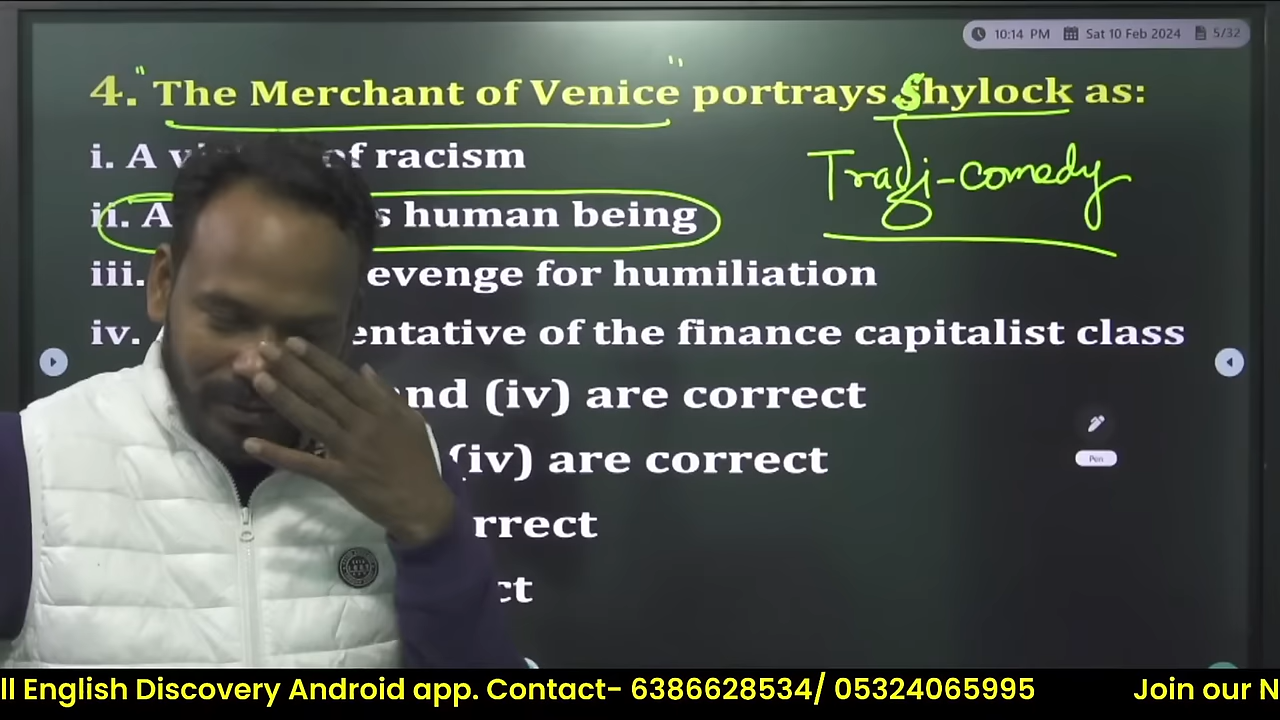 10:14 PM Sat 10 Feb 2024 5/32
4. "The Merchant of Venice" portrays Shylock as:
i. A of racism
Tragi-comedy
ii. A human being
iii. evenge for humiliation
iv. entative of the finance capitalist class
nd (iv) are correct
(iv) are correct
rrect
ct
Pen
ll English Discovery Android app. Contact- 6386628534/ 05324065995 Join our N